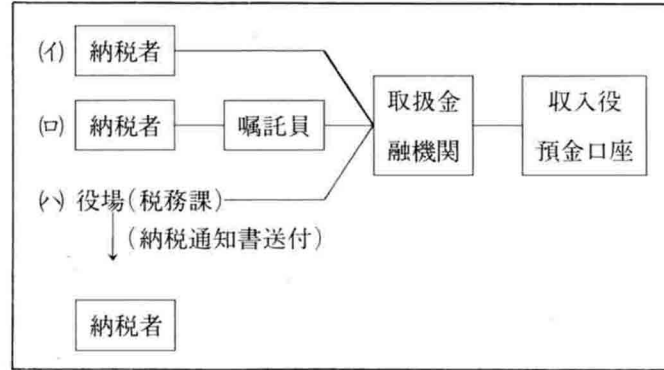 (イ) 納税者
(ロ) 納税者 嘱託員
取扱金
融機関
収入役
預金口座
(ハ) 役場(税務課)
(納税通知書送付)
納税者